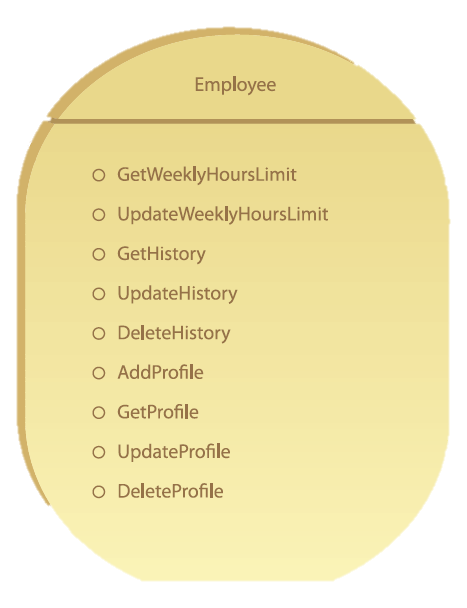 Employee
GetWeeklyHoursLimit
UpdateWeeklyHoursLimit
GetHistory
UpdateHistory
DeleteHistory
AddProfile
GetProfile
UpdateProfile
DeleteProfile